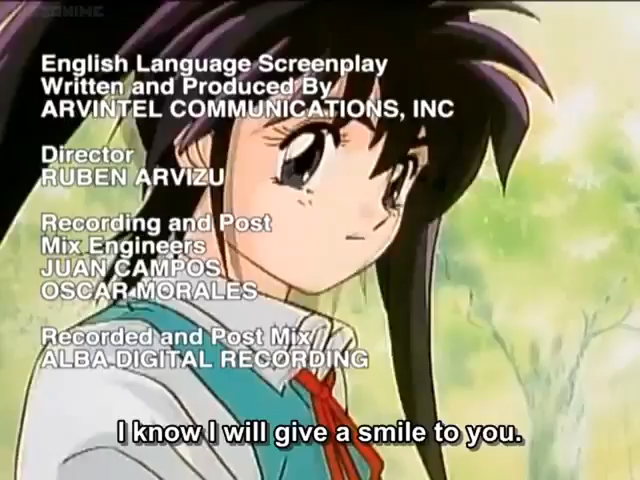 English Language Screenplay
Written and Produced By
ARVINTEL COMMUNICATIONS, INC
Director
RUBEN ARVIZU
Recording and Post
Mix Engineers
JUAN CAMPOS
OSCAR MORALES
Recorded and Post Mix
ALBA DIGITAL RECORDING
I know I will give a smile to you.